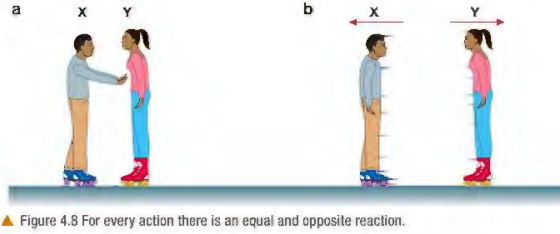 a X Y
b X Y
▲ Figure 4.8 For every action there is an equal and opposite reaction.